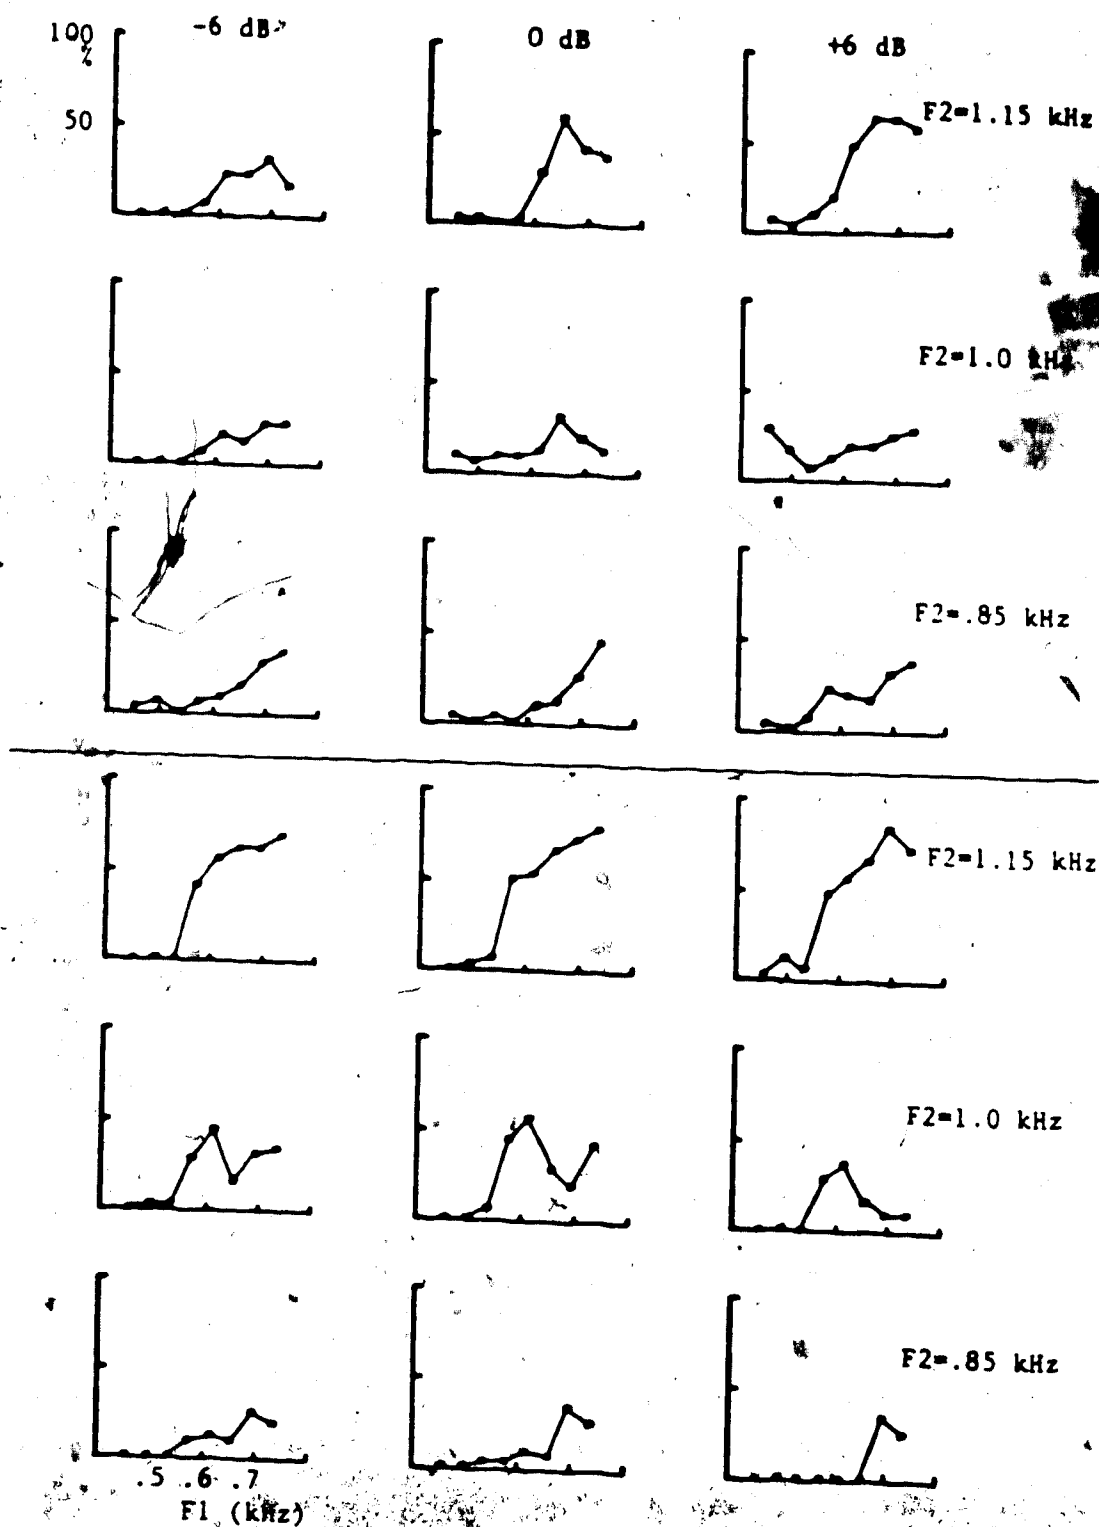 100 -6 dB 0 dB +6 dB
%
50 F2=1.15 kHz
F2=1.0 kHz
F2=.85 kHz
F2=1.15 kHz
F2=1.0 kHz
F2=.85 kHz
.5 .6 .7
F1 (kHz)